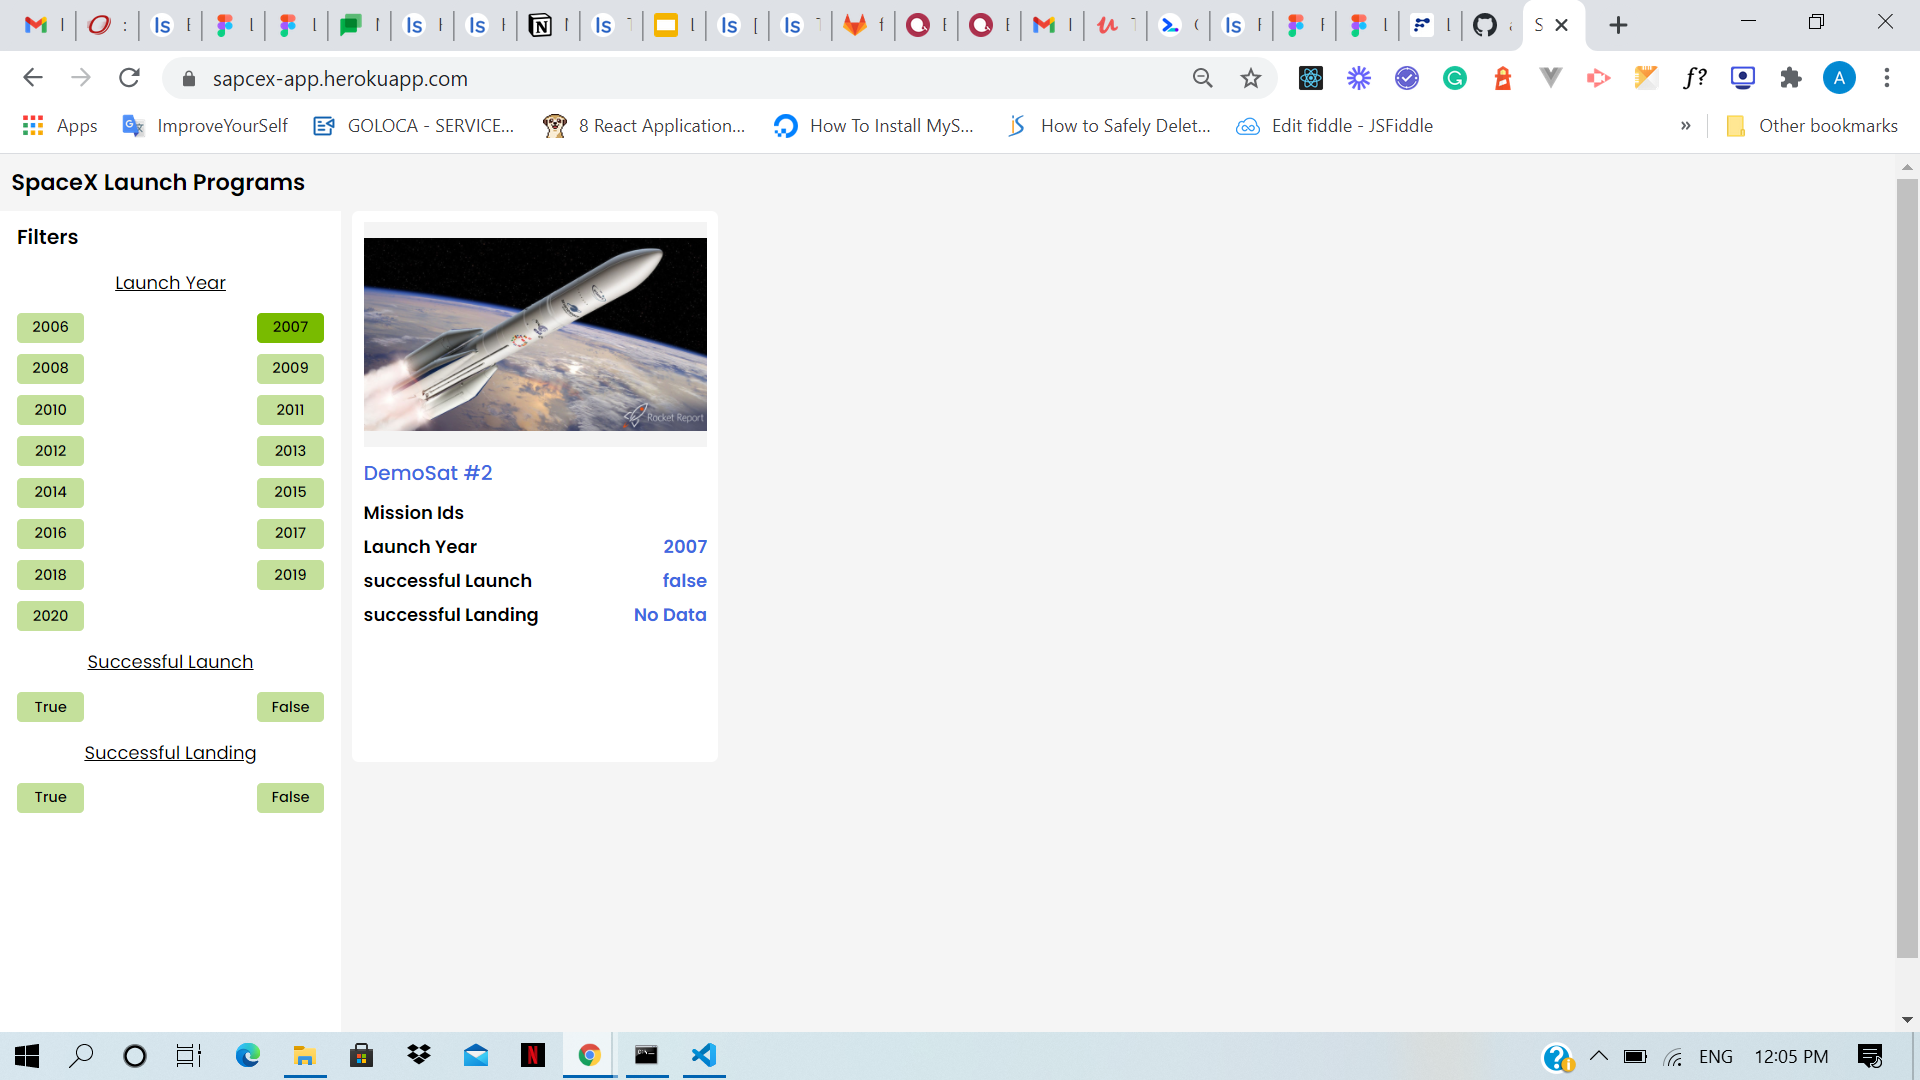 sapcex-app.herokuapp.com
Apps ImproveYourSelf GOLOCA - SERVICE... 8 React Application... How To Install MyS... How to Safely Delet... Edit fiddle - JSFiddle » Other bookmarks
SpaceX Launch Programs
Filters
Launch Year
2006 2007
2008 2009
2010 2011
2012 2013
2014 2015
2016 2017
2018 2019
2020
Successful Launch
True False
Successful Landing
True False
Rocket Report
DemoSat #2
Mission Ids
Launch Year 2007
successful Launch false
successful Landing No Data
ENG 12:05 PM